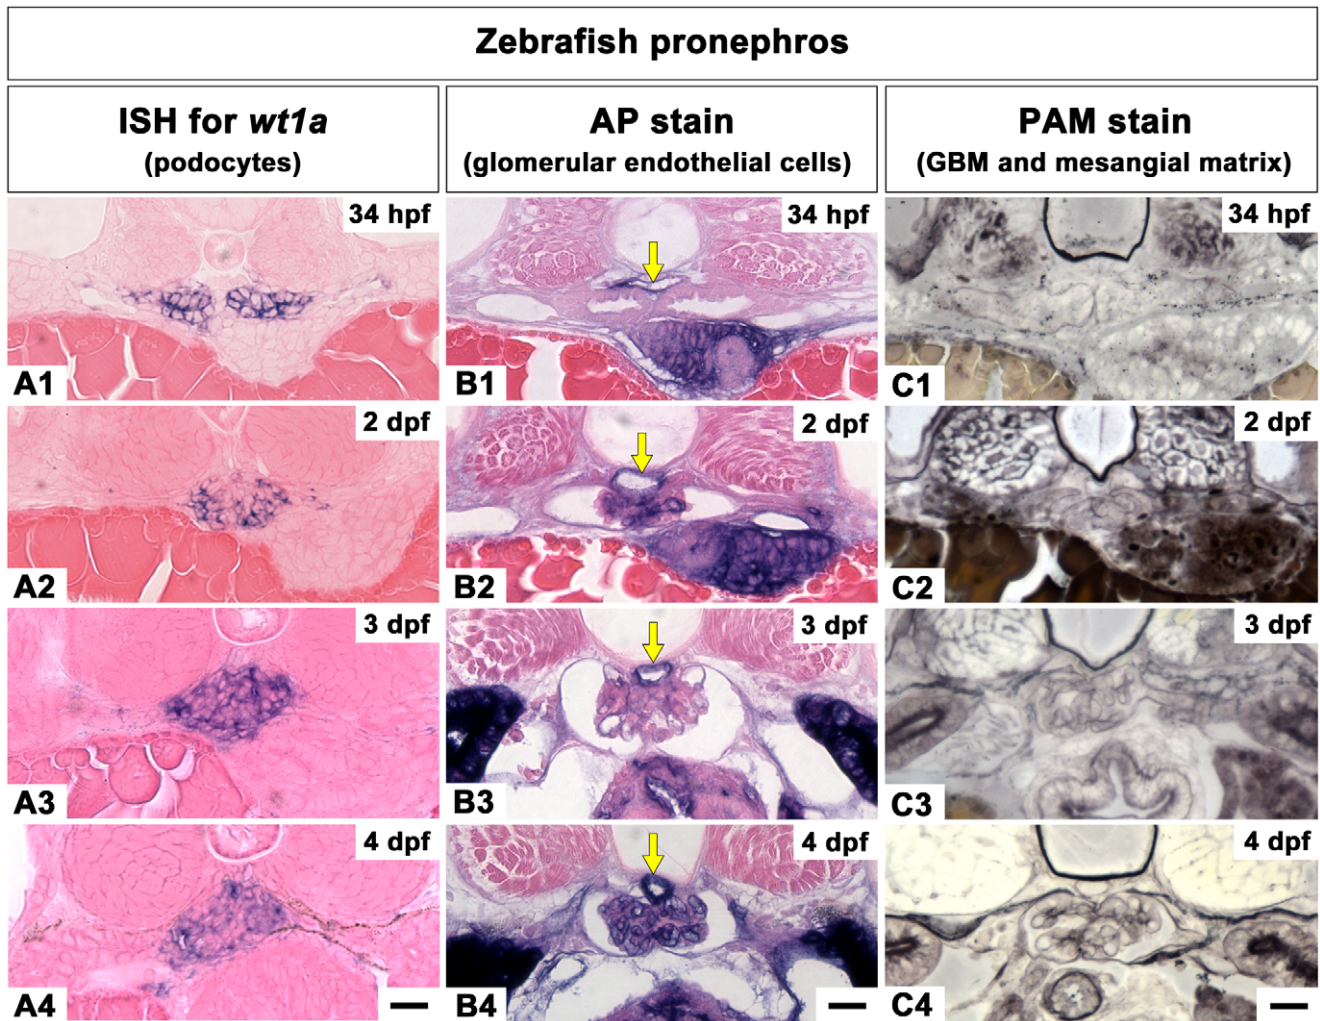 Zebrafish pronephros
ISH for wt1a
(podocytes)
AP stain
(glomerular endothelial cells)
PAM stain
(GBM and mesangial matrix)
34 hpf
A1
34 hpf
B1
34 hpf
C1
2 dpf
A2
2 dpf
B2
2 dpf
C2
3 dpf
A3
3 dpf
B3
3 dpf
C3
4 dpf
A4
4 dpf
B4
4 dpf
C4